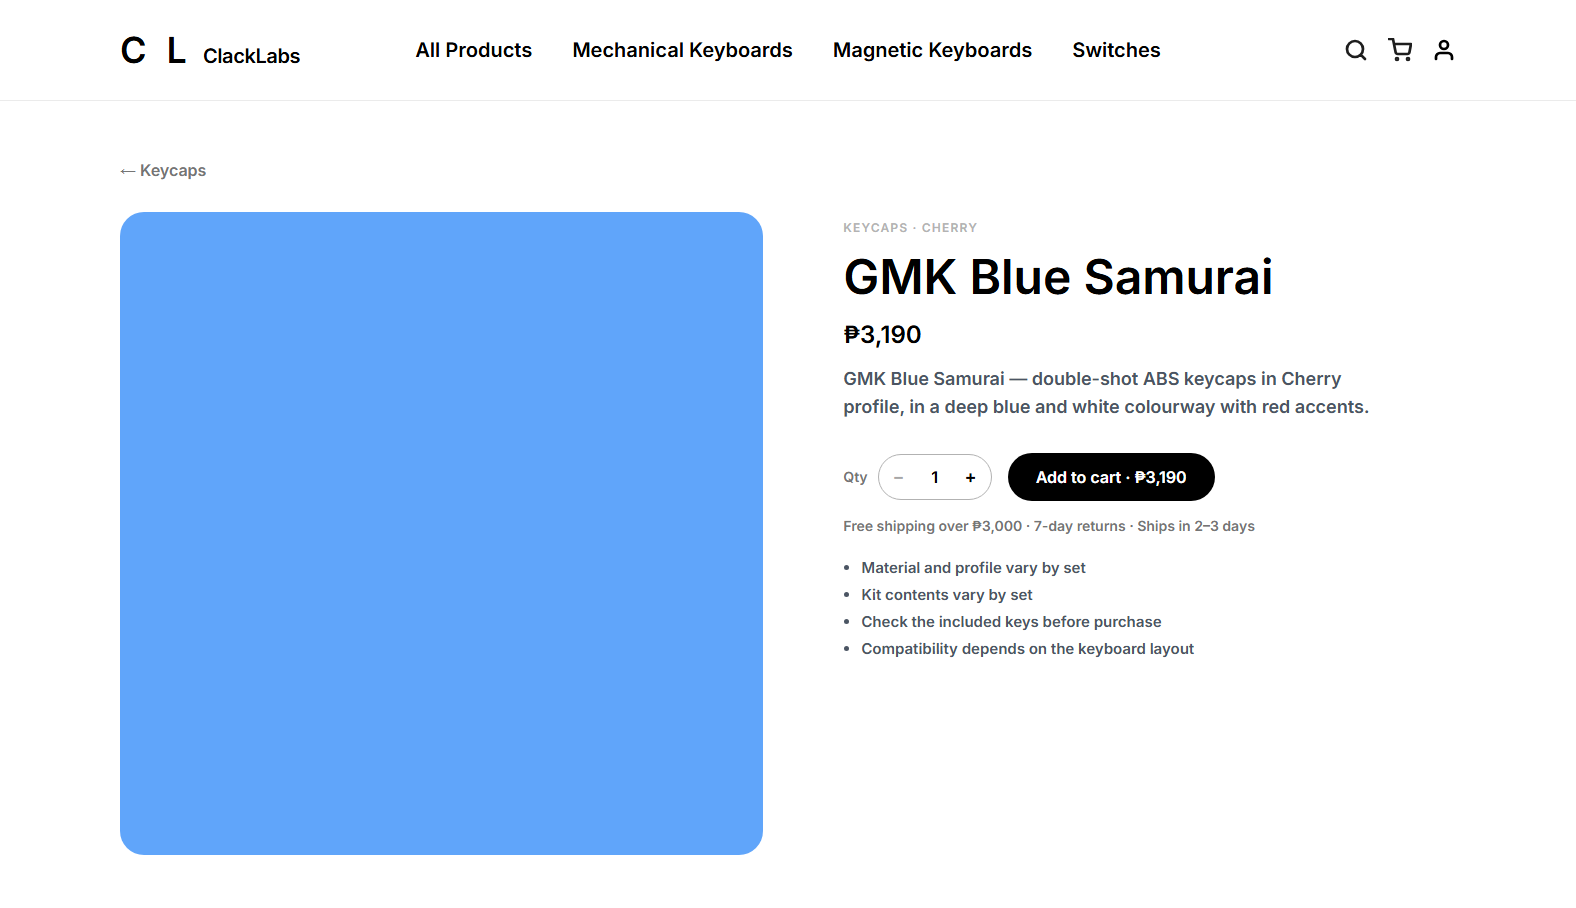 C L ClackLabs
All Products Mechanical Keyboards Magnetic Keyboards Switches
← Keycaps
KEYCAPS · CHERRY
GMK Blue Samurai
₱3,190
GMK Blue Samurai — double-shot ABS keycaps in Cherry
profile, in a deep blue and white colourway with red accents.
Qty − 1 + Add to cart · ₱3,190
Free shipping over ₱3,000 · 7-day returns · Ships in 2–3 days
• Material and profile vary by set
• Kit contents vary by set
• Check the included keys before purchase
• Compatibility depends on the keyboard layout